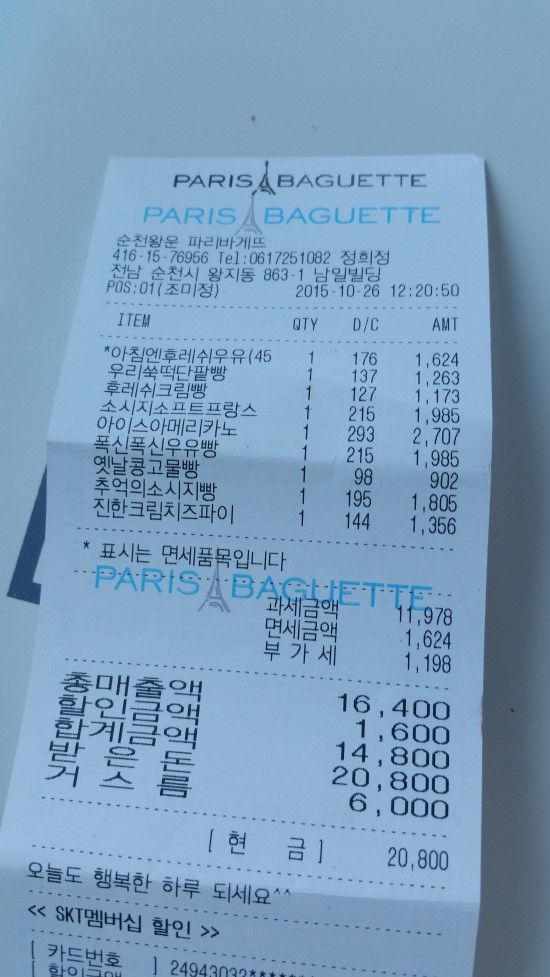 PARIS BAGUETTE
PARIS BAGUETTE
순천왕운 파리바게뜨
416-15-76956 Tel:0617251082 정희정
전남 순천시 왕지동 863-1 남일빌딩
POS:01(조미정) 2015-10-26 12:20:50
ITEM QTY D/C AMT
*아침엔후레쉬우유(45 1 176 1,624
우리쑥떡단팥빵 1 137 1,263
후레쉬크림빵 1 127 1,173
소시지소프트프랑스 1 215 1,985
아이스아메리카노 1 293 2,707
폭신폭신우유빵 1 215 1,985
옛날콩고물빵 1 98 902
추억의소시지빵 1 195 1,805
진한크림치즈파이 1 144 1,356
* 표시는 면세품목입니다
PARIS BAGUETTE
과세금액 11,978
면세금액 1,624
부 가 세 1,198
총매출액 16,400
할인금액 1,600
합계금액 14,800
받 은 돈 20,800
거 스 름 6,000
[ 현 금 ] 20,800
오늘도 행복한 하루 되세요^^
<< SKT멤버십 할인 >>
[ 카드번호 ] 24943032*****
[ 할인금액